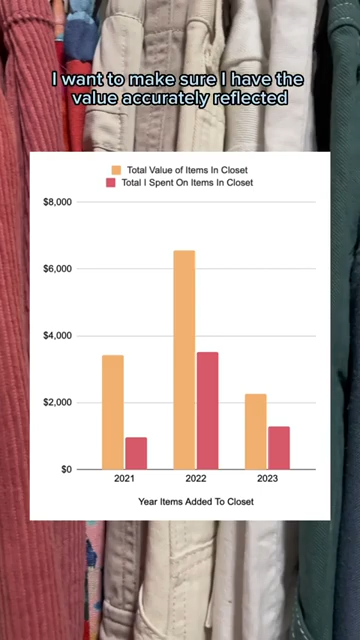 I want to make sure I have the
value accurately reflected
Total Value of Items In Closet
Total I Spent On Items In Closet
$8,000
$6,000
$4,000
$2,000
$0
2021
2022
2023
Year Items Added To Closet